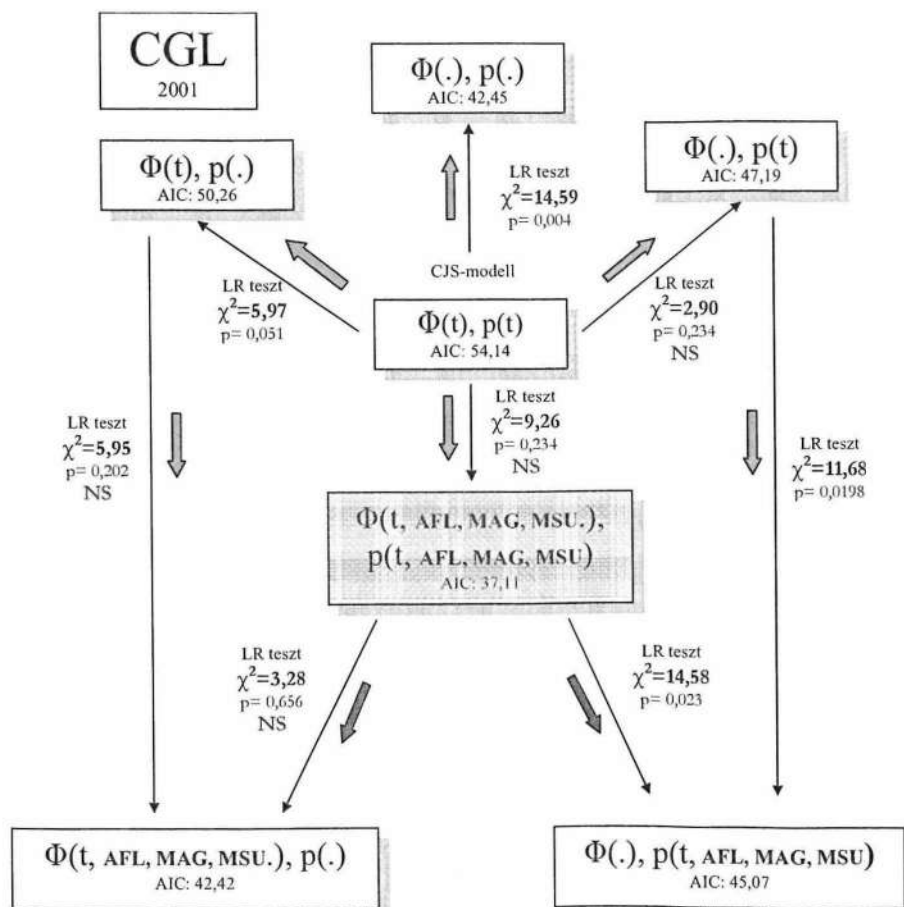 CGL
2001
Φ(.), p(.)
AIC: 42,45
Φ(t), p(.)
AIC: 50,26
Φ(.), p(t)
AIC: 47,19
LR teszt
χ²=14,59
p= 0,004
CJS-modell
LR teszt
χ²=5,97
p= 0,051
Φ(t), p(t)
AIC: 54,14
LR teszt
χ²=2,90
p= 0,234
NS
LR teszt
χ²=5,95
p= 0,202
NS
LR teszt
χ²=9,26
p= 0,234
NS
LR teszt
χ²=11,68
p= 0,0198
Φ(t, AFL, MAG, MSU.),
p(t, AFL, MAG, MSU)
AIC: 37,11
LR teszt
χ²=3,28
p= 0,656
NS
LR teszt
χ²=14,58
p= 0,023
Φ(t, AFL, MAG, MSU.), p(.)
AIC: 42,42
Φ(.), p(t, AFL, MAG, MSU)
AIC: 45,07